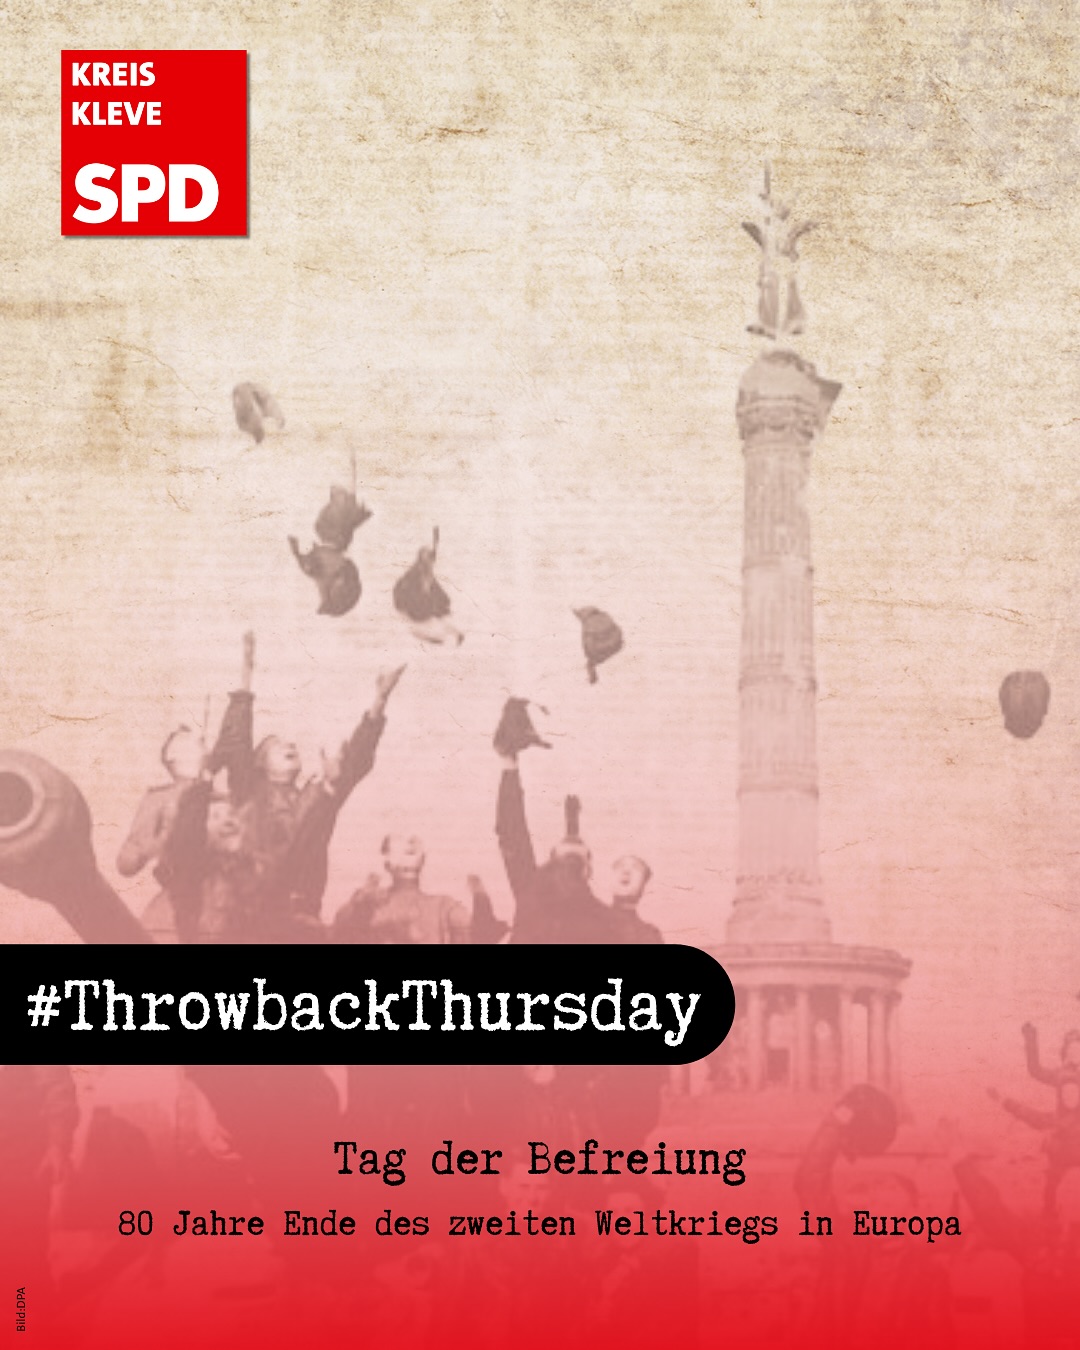 KREIS
KLEVE
SPD
#ThrowbackThursday
Tag der Befreiung
80 Jahre Ende des zweiten Weltkriegs in Europa
Bild:DPA